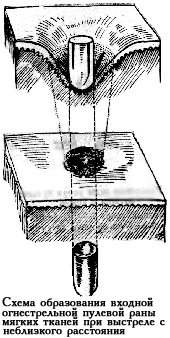 Схема образования входной
огнестрельной пулевой раны
мягких тканей при выстреле с
неблизкого расстояния